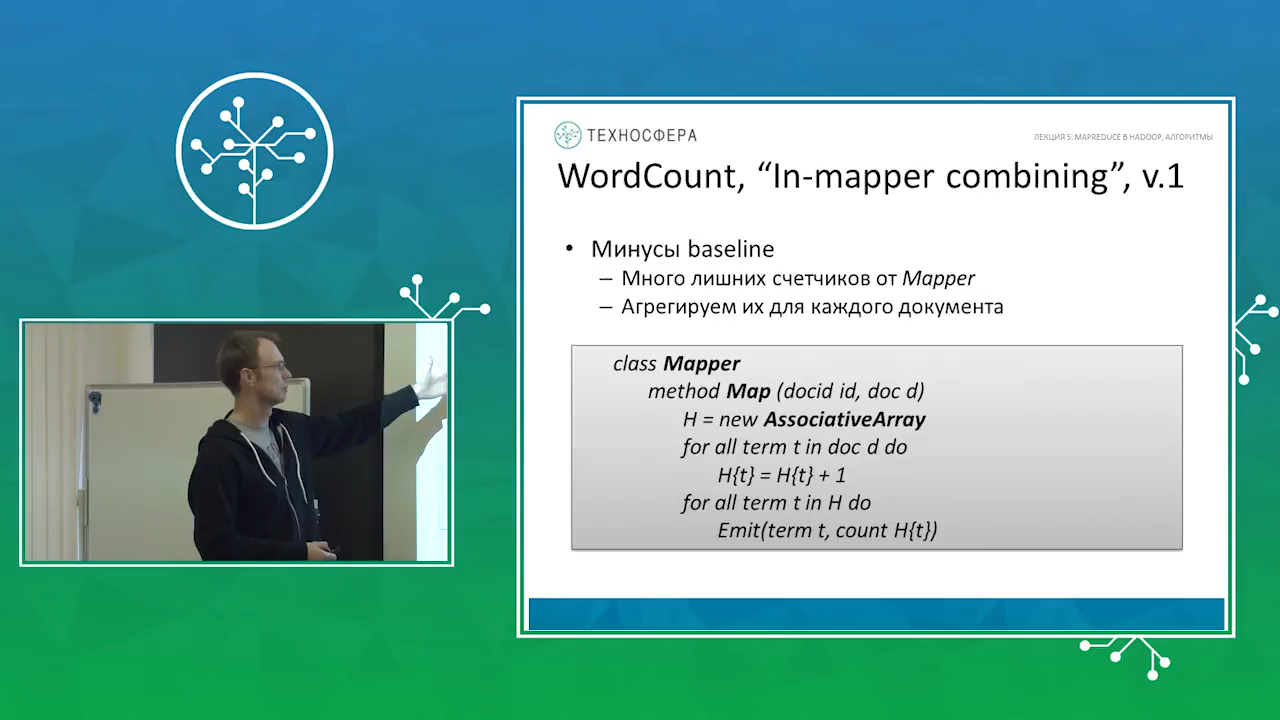 ТЕХНОСФЕРА
ЛЕКЦИЯ 5: MAPREDUCE В HADOOP, АЛГОРИТМЫ
WordCount, “In-mapper combining”, v.1
• Минусы baseline
– Много лишних счетчиков от Mapper
– Агрегируем их для каждого документа
class Mapper
method Map (docid id, doc d)
H = new AssociativeArray
for all term t in doc d do
H{t} = H{t} + 1
for all term t in H do
Emit(term t, count H{t})